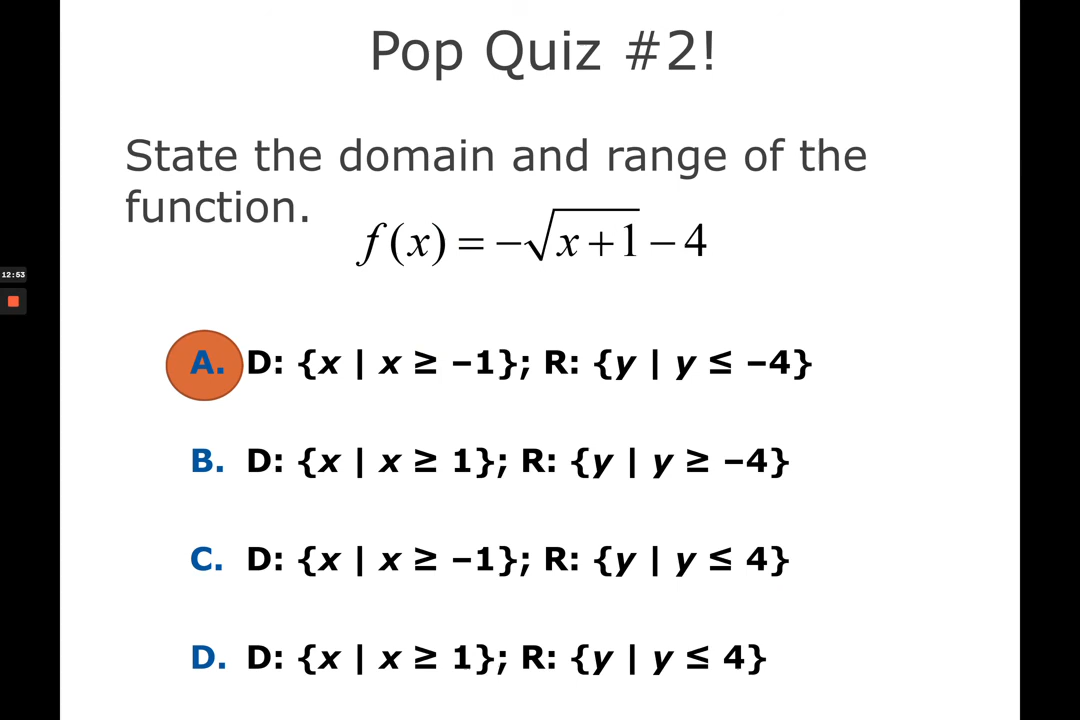 Pop Quiz #2!
State the domain and range of the
function.
f(x) = −√x+1 − 4
12:53
A. D: {x | x ≥ –1}; R: {y | y ≤ –4}
B. D: {x | x ≥ 1}; R: {y | y ≥ –4}
C. D: {x | x ≥ –1}; R: {y | y ≤ 4}
D. D: {x | x ≥ 1}; R: {y | y ≤ 4}